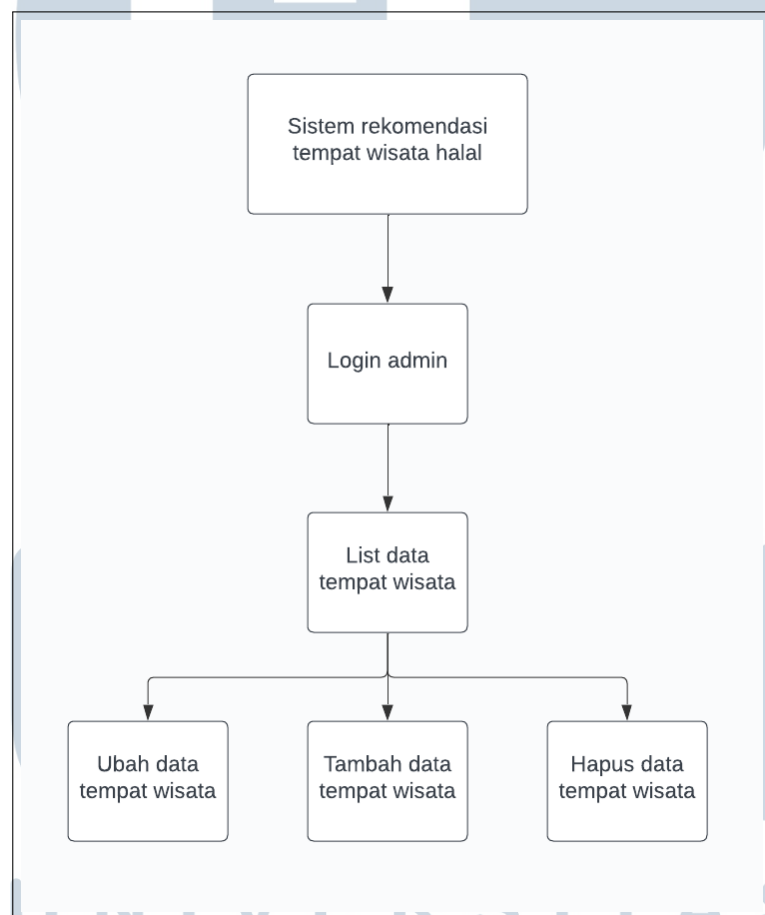 Sistem rekomendasi
tempat wisata halal
Login admin
List data
tempat wisata
Ubah data
tempat wisata
Tambah data
tempat wisata
Hapus data
tempat wisata